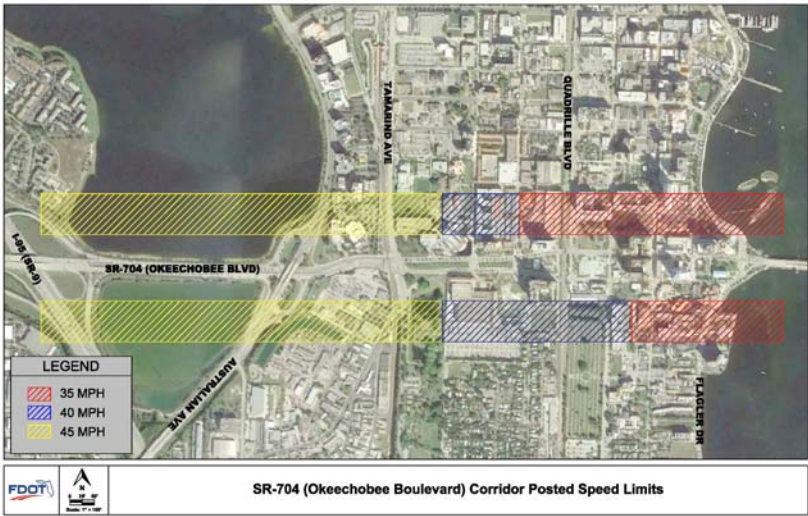 TAMARIND AVE
QUADRILLE BLVD
I-95 (SR-9)
SR-704 (OKEECHOBEE BLVD)
AUSTRALIAN AVE
FLAGLER DR
LEGEND
35 MPH
40 MPH
45 MPH
FDOT
N
SR-704 (Okeechobee Boulevard) Corridor Posted Speed Limits